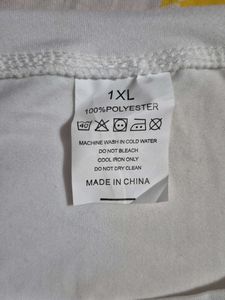 1XL
100%POLYESTER
40
MACHINE WASH IN COLD WATER
DO NOT BLEACH
COOL IRON ONLY
DO NOT DRY CLEAN
MADE IN CHINA